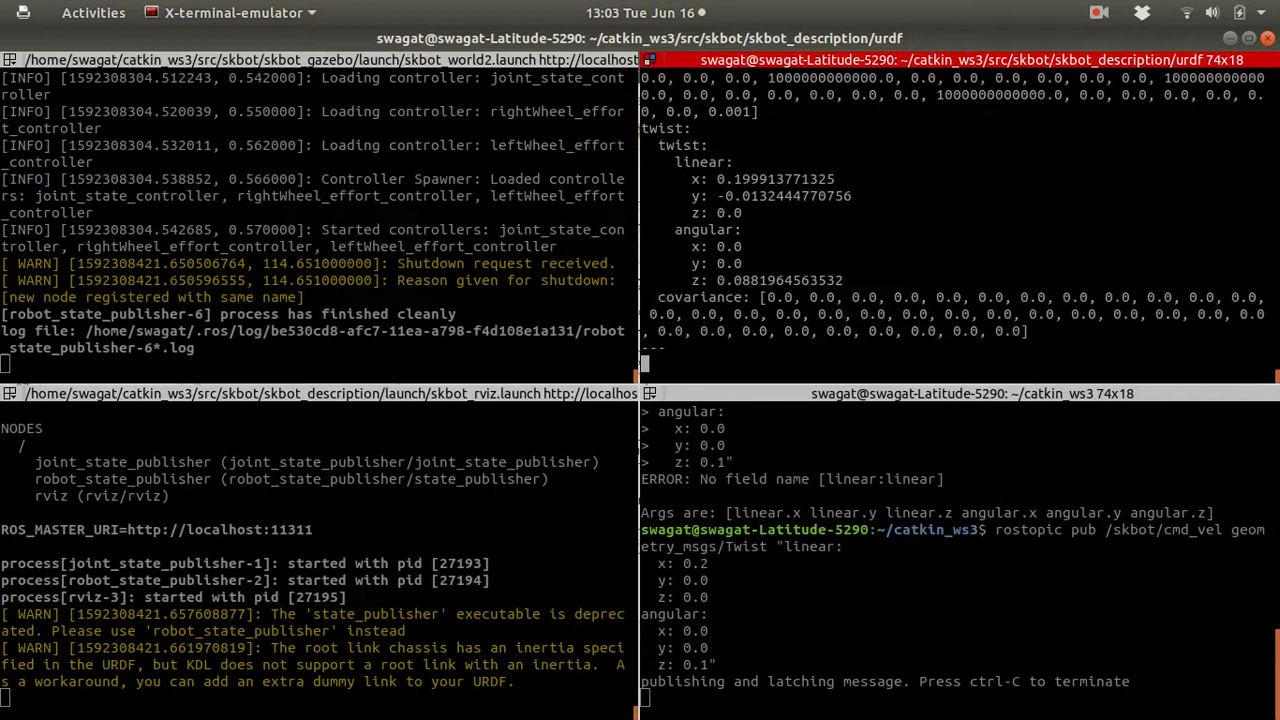 Activities
X-terminal-emulator
13:03 Tue Jun 16
swagat@swagat-Latitude-5290: ~/catkin_ws3/src/skbot/skbot_description/urdf
/home/swagat/catkin_ws3/src/skbot/skbot_gazebo/launch/skbot_world2.launch http://localhost
[INFO] [1592308304.512243, 0.542000]: Loading controller: joint_state_cont
roller
[INFO] [1592308304.520039, 0.550000]: Loading controller: rightWheel_effor
t_controller
[INFO] [1592308304.532011, 0.562000]: Loading controller: leftWheel_effort
_controller
[INFO] [1592308304.538852, 0.566000]: Controller Spawner: Loaded controlle
rs: joint_state_controller, rightWheel_effort_controller, leftWheel_effort
_controller
[INFO] [1592308304.542685, 0.570000]: Started controllers: joint_state_con
troller, rightWheel_effort_controller, leftWheel_effort_controller
[ WARN] [1592308421.650506764, 114.651000000]: Shutdown request received.
[ WARN] [1592308421.650596555, 114.651000000]: Reason given for shutdown:
[new node registered with same name]
[robot_state_publisher-6] process has finished cleanly
log file: /home/swagat/.ros/log/be530cd8-afc7-11ea-a798-f4d108e1a131/robot
_state_publisher-6*.log
swagat@swagat-Latitude-5290: ~/catkin_ws3/src/skbot/skbot_description/urdf 74x18
0.0, 0.0, 0.0, 1000000000000.0, 0.0, 0.0, 0.0, 0.0, 0.0, 0.0, 100000000000
0.0, 0.0, 0.0, 0.0, 0.0, 0.0, 1000000000000.0, 0.0, 0.0, 0.0, 0.0, 0.0, 0.
0, 0.0, 0.001]
twist:
  twist:
    linear:
      x: 0.199913771325
      y: -0.0132444770756
      z: 0.0
    angular:
      x: 0.0
      y: 0.0
      z: 0.0881964563532
  covariance: [0.0, 0.0, 0.0, 0.0, 0.0, 0.0, 0.0, 0.0, 0.0, 0.0, 0.0, 0.0,
 0.0, 0.0, 0.0, 0.0, 0.0, 0.0, 0.0, 0.0, 0.0, 0.0, 0.0, 0.0, 0.0, 0.0, 0.0
, 0.0, 0.0, 0.0, 0.0, 0.0, 0.0, 0.0, 0.0, 0.0]
---
/home/swagat/catkin_ws3/src/skbot/skbot_description/launch/skbot_rviz.launch http://localhos
NODES
  /
    joint_state_publisher (joint_state_publisher/joint_state_publisher)
    robot_state_publisher (robot_state_publisher/state_publisher)
    rviz (rviz/rviz)
ROS_MASTER_URI=http://localhost:11311
process[joint_state_publisher-1]: started with pid [27193]
process[robot_state_publisher-2]: started with pid [27194]
process[rviz-3]: started with pid [27195]
[ WARN] [1592308421.657608877]: The 'state_publisher' executable is deprec
ated. Please use 'robot_state_publisher' instead
[ WARN] [1592308421.661970819]: The root link chassis has an inertia speci
fied in the URDF, but KDL does not support a root link with an inertia.  A
s a workaround, you can add an extra dummy link to your URDF.
swagat@swagat-Latitude-5290: ~/catkin_ws3 74x18
> angular:
>   x: 0.0
>   y: 0.0
>   z: 0.1"
ERROR: No field name [linear:linear]
Args are: [linear.x linear.y linear.z angular.x angular.y angular.z]
swagat@swagat-Latitude-5290:~/catkin_ws3$ rostopic pub /skbot/cmd_vel geom
etry_msgs/Twist "linear:
  x: 0.2
  y: 0.0
  z: 0.0
angular:
  x: 0.0
  y: 0.0
  z: 0.1"
publishing and latching message. Press ctrl-C to terminate